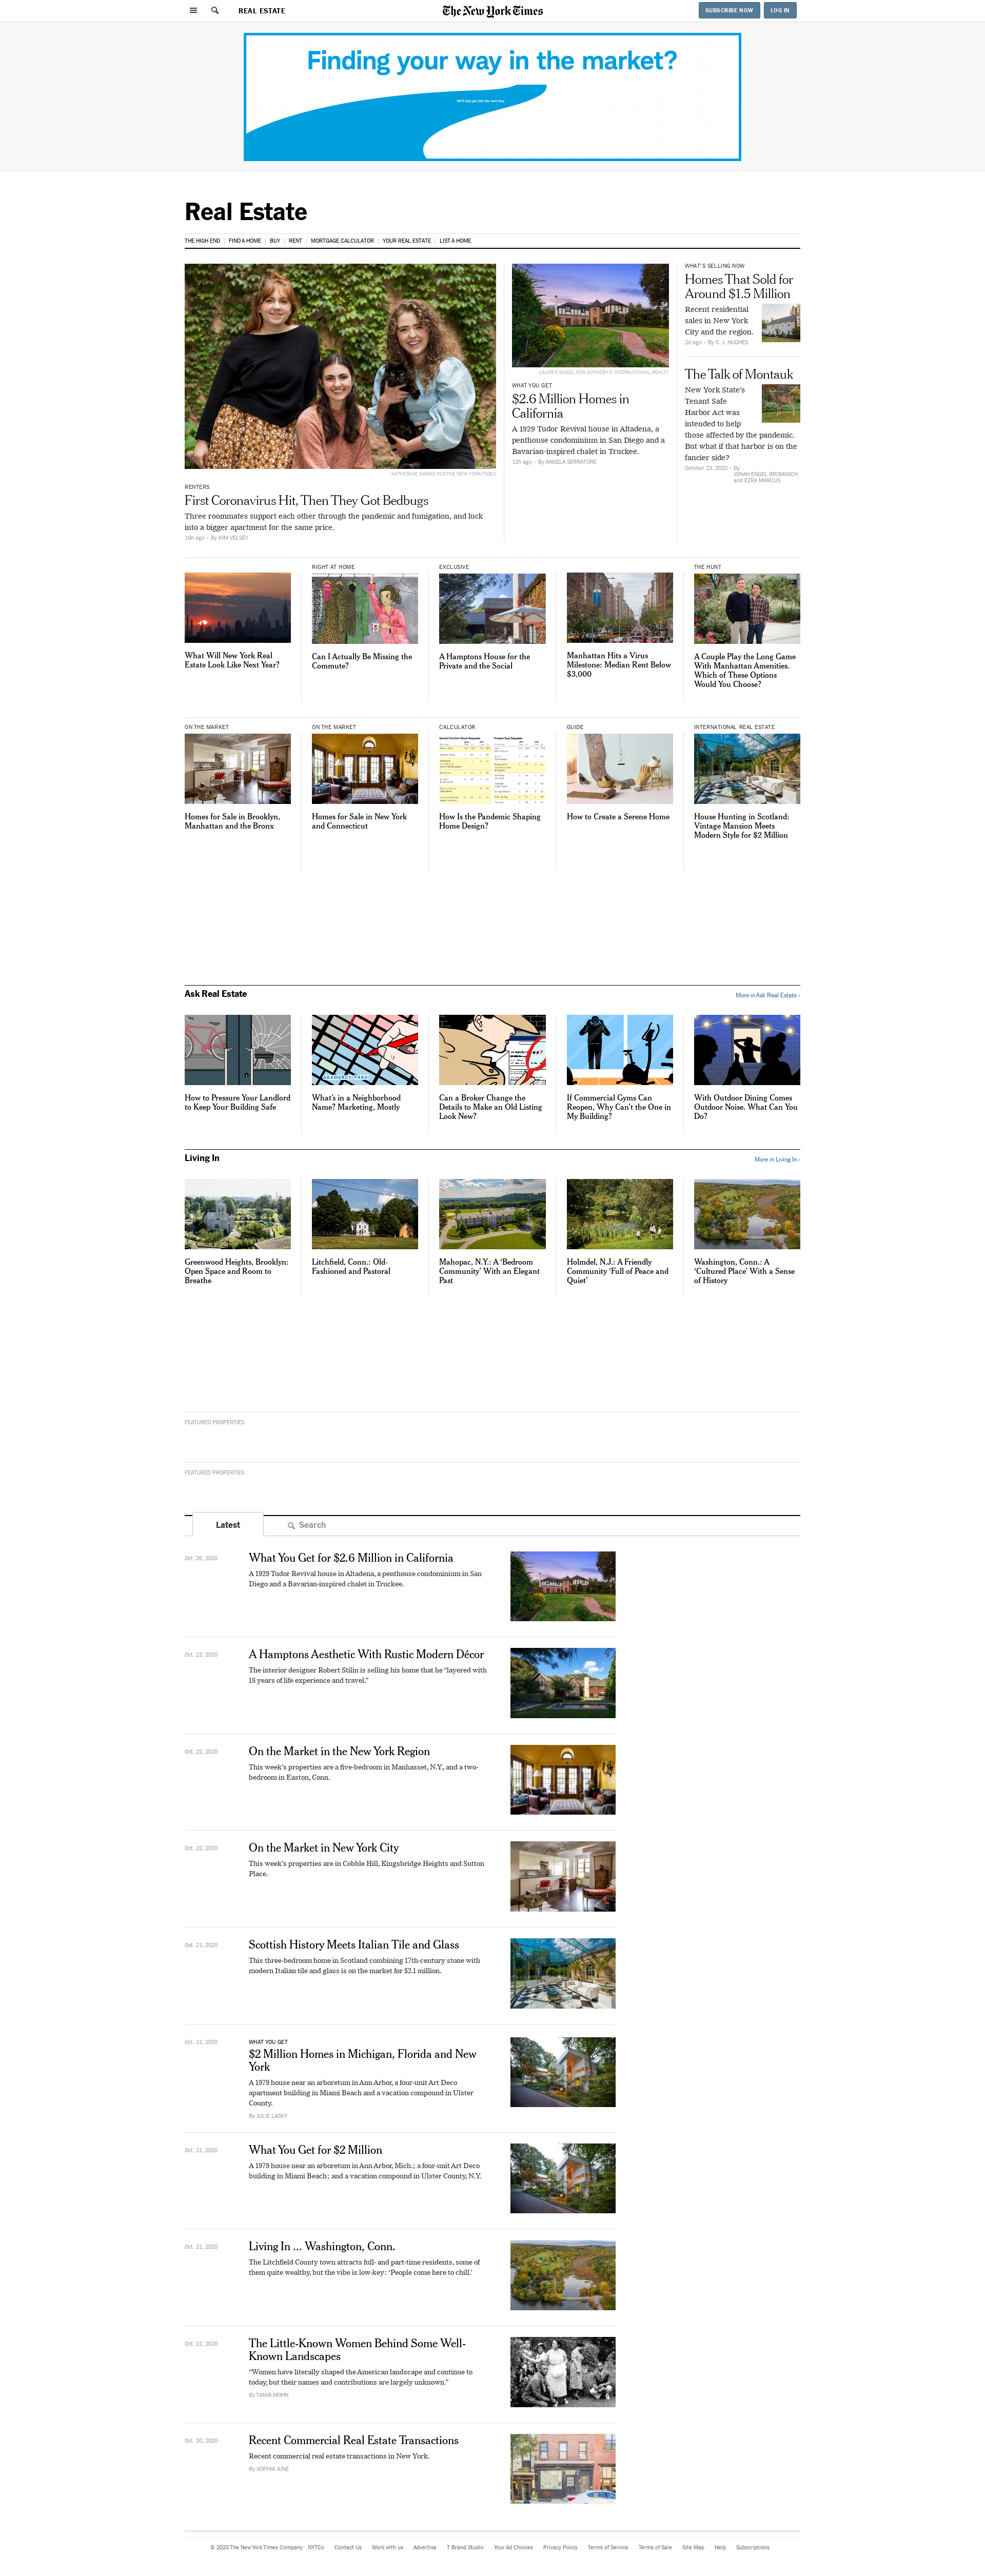 REAL ESTATE
The New York Times
SUBSCRIBE NOW
LOG IN
Finding your way in the market?
We'll help you take the next step.
Real Estate
THE HIGH END
FIND A HOME
BUY
RENT
MORTGAGE CALCULATOR
YOUR REAL ESTATE
LIST A HOME
KATHERINE MARKS FOR THE NEW YORK TIMES
RENTERS
First Coronavirus Hit, Then They Got Bedbugs
Three roommates support each other through the pandemic and fumigation, and luck
into a bigger apartment for the same price.
16h ago - By KIM VELSEY
LAUREN ENGEL FOR SOTHEBY'S INTERNATIONAL REALTY
WHAT YOU GET
$2.6 Million Homes in
California
A 1929 Tudor Revival house in Altadena, a
penthouse condominium in San Diego and a
Bavarian-inspired chalet in Truckee.
12h ago - By ANGELA SERRATORE
WHAT'S SELLING NOW
Homes That Sold for
Around $1.5 Million
Recent residential
sales in New York
City and the region.
2d ago - By C. J. HUGHES
The Talk of Montauk
New York State's
Tenant Safe
Harbor Act was
intended to help
those affected by the pandemic.
But what if that harbor is on the
fancier side?
October 23, 2020 - By
JONAH ENGEL BROMWICH
and EZRA MARCUS
What Will New York Real
Estate Look Like Next Year?
RIGHT AT HOME
Can I Actually Be Missing the
Commute?
EXCLUSIVE
A Hamptons House for the
Private and the Social
Manhattan Hits a Virus
Milestone: Median Rent Below
$3,000
THE HUNT
A Couple Play the Long Game
With Manhattan Amenities.
Which of These Options
Would You Choose?
ON THE MARKET
Homes for Sale in Brooklyn,
Manhattan and the Bronx
ON THE MARKET
Homes for Sale in New York
and Connecticut
CALCULATOR
How Is the Pandemic Shaping
Home Design?
GUIDE
How to Create a Serene Home
INTERNATIONAL REAL ESTATE
House Hunting in Scotland:
Vintage Mansion Meets
Modern Style for $2 Million
Ask Real Estate
More in Ask Real Estate ›
GRAMERCY PARK
How to Pressure Your Landlord
to Keep Your Building Safe
What's in a Neighborhood
Name? Marketing, Mostly
Can a Broker Change the
Details to Make an Old Listing
Look New?
If Commercial Gyms Can
Reopen, Why Can't the One in
My Building?
With Outdoor Dining Comes
Outdoor Noise. What Can You
Do?
Living In
More in Living In ›
Greenwood Heights, Brooklyn:
Open Space and Room to
Breathe
Litchfield, Conn.: Old-
Fashioned and Pastoral
Mahopac, N.Y.: A 'Bedroom
Community' With an Elegant
Past
Holmdel, N.J.: A Friendly
Community 'Full of Peace and
Quiet'
Washington, Conn.: A
'Cultured Place' With a Sense
of History
FEATURED PROPERTIES
FEATURED PROPERTIES
Latest
Search
Oct. 26, 2020
What You Get for $2.6 Million in California
A 1929 Tudor Revival house in Altadena, a penthouse condominium in San
Diego and a Bavarian-inspired chalet in Truckee.
Oct. 23, 2020
A Hamptons Aesthetic With Rustic Modern Décor
The interior designer Robert Stilin is selling his home that he "layered with
18 years of life experience and travel."
Oct. 22, 2020
On the Market in the New York Region
This week's properties are a five-bedroom in Manhasset, N.Y., and a two-
bedroom in Easton, Conn.
Oct. 22, 2020
On the Market in New York City
This week's properties are in Cobble Hill, Kingsbridge Heights and Sutton
Place.
Oct. 21, 2020
Scottish History Meets Italian Tile and Glass
This three-bedroom home in Scotland combining 17th-century stone with
modern Italian tile and glass is on the market for $2.1 million.
Oct. 21, 2020
WHAT YOU GET
$2 Million Homes in Michigan, Florida and New
York
A 1979 house near an arboretum in Ann Arbor, a four-unit Art Deco
apartment building in Miami Beach and a vacation compound in Ulster
County.
By JULIE LASKY
Oct. 21, 2020
What You Get for $2 Million
A 1979 house near an arboretum in Ann Arbor, Mich.; a four-unit Art Deco
building in Miami Beach; and a vacation compound in Ulster County, N.Y.
Oct. 21, 2020
Living In ... Washington, Conn.
The Litchfield County town attracts full- and part-time residents, some of
them quite wealthy, but the vibe is low-key: 'People come here to chill.'
Oct. 21, 2020
The Little-Known Women Behind Some Well-
Known Landscapes
"Women have literally shaped the American landscape and continue to
today, but their names and contributions are largely unknown."
By TANYA MOHN
Oct. 20, 2020
Recent Commercial Real Estate Transactions
Recent commercial real estate transactions in New York.
By SOPHIA JUNE
© 2020 The New York Times Company
NYTCo
Contact Us
Work with us
Advertise
T Brand Studio
Your Ad Choices
Privacy Policy
Terms of Service
Terms of Sale
Site Map
Help
Subscriptions